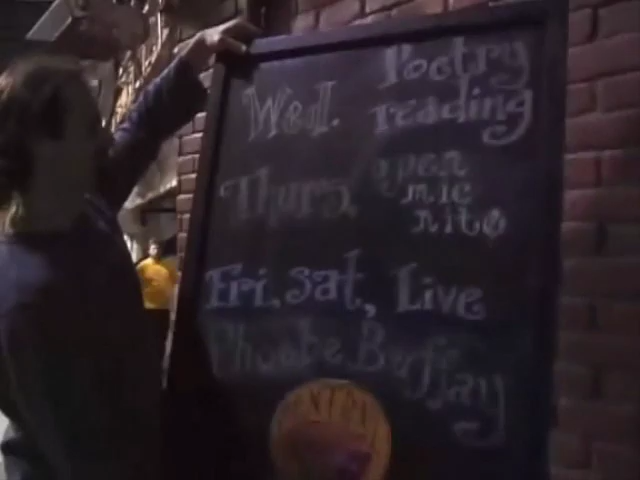 Wed. Poetry
reading
Thurs. open
mic
nite
Fri, Sat, Live
Phoebe Buffay